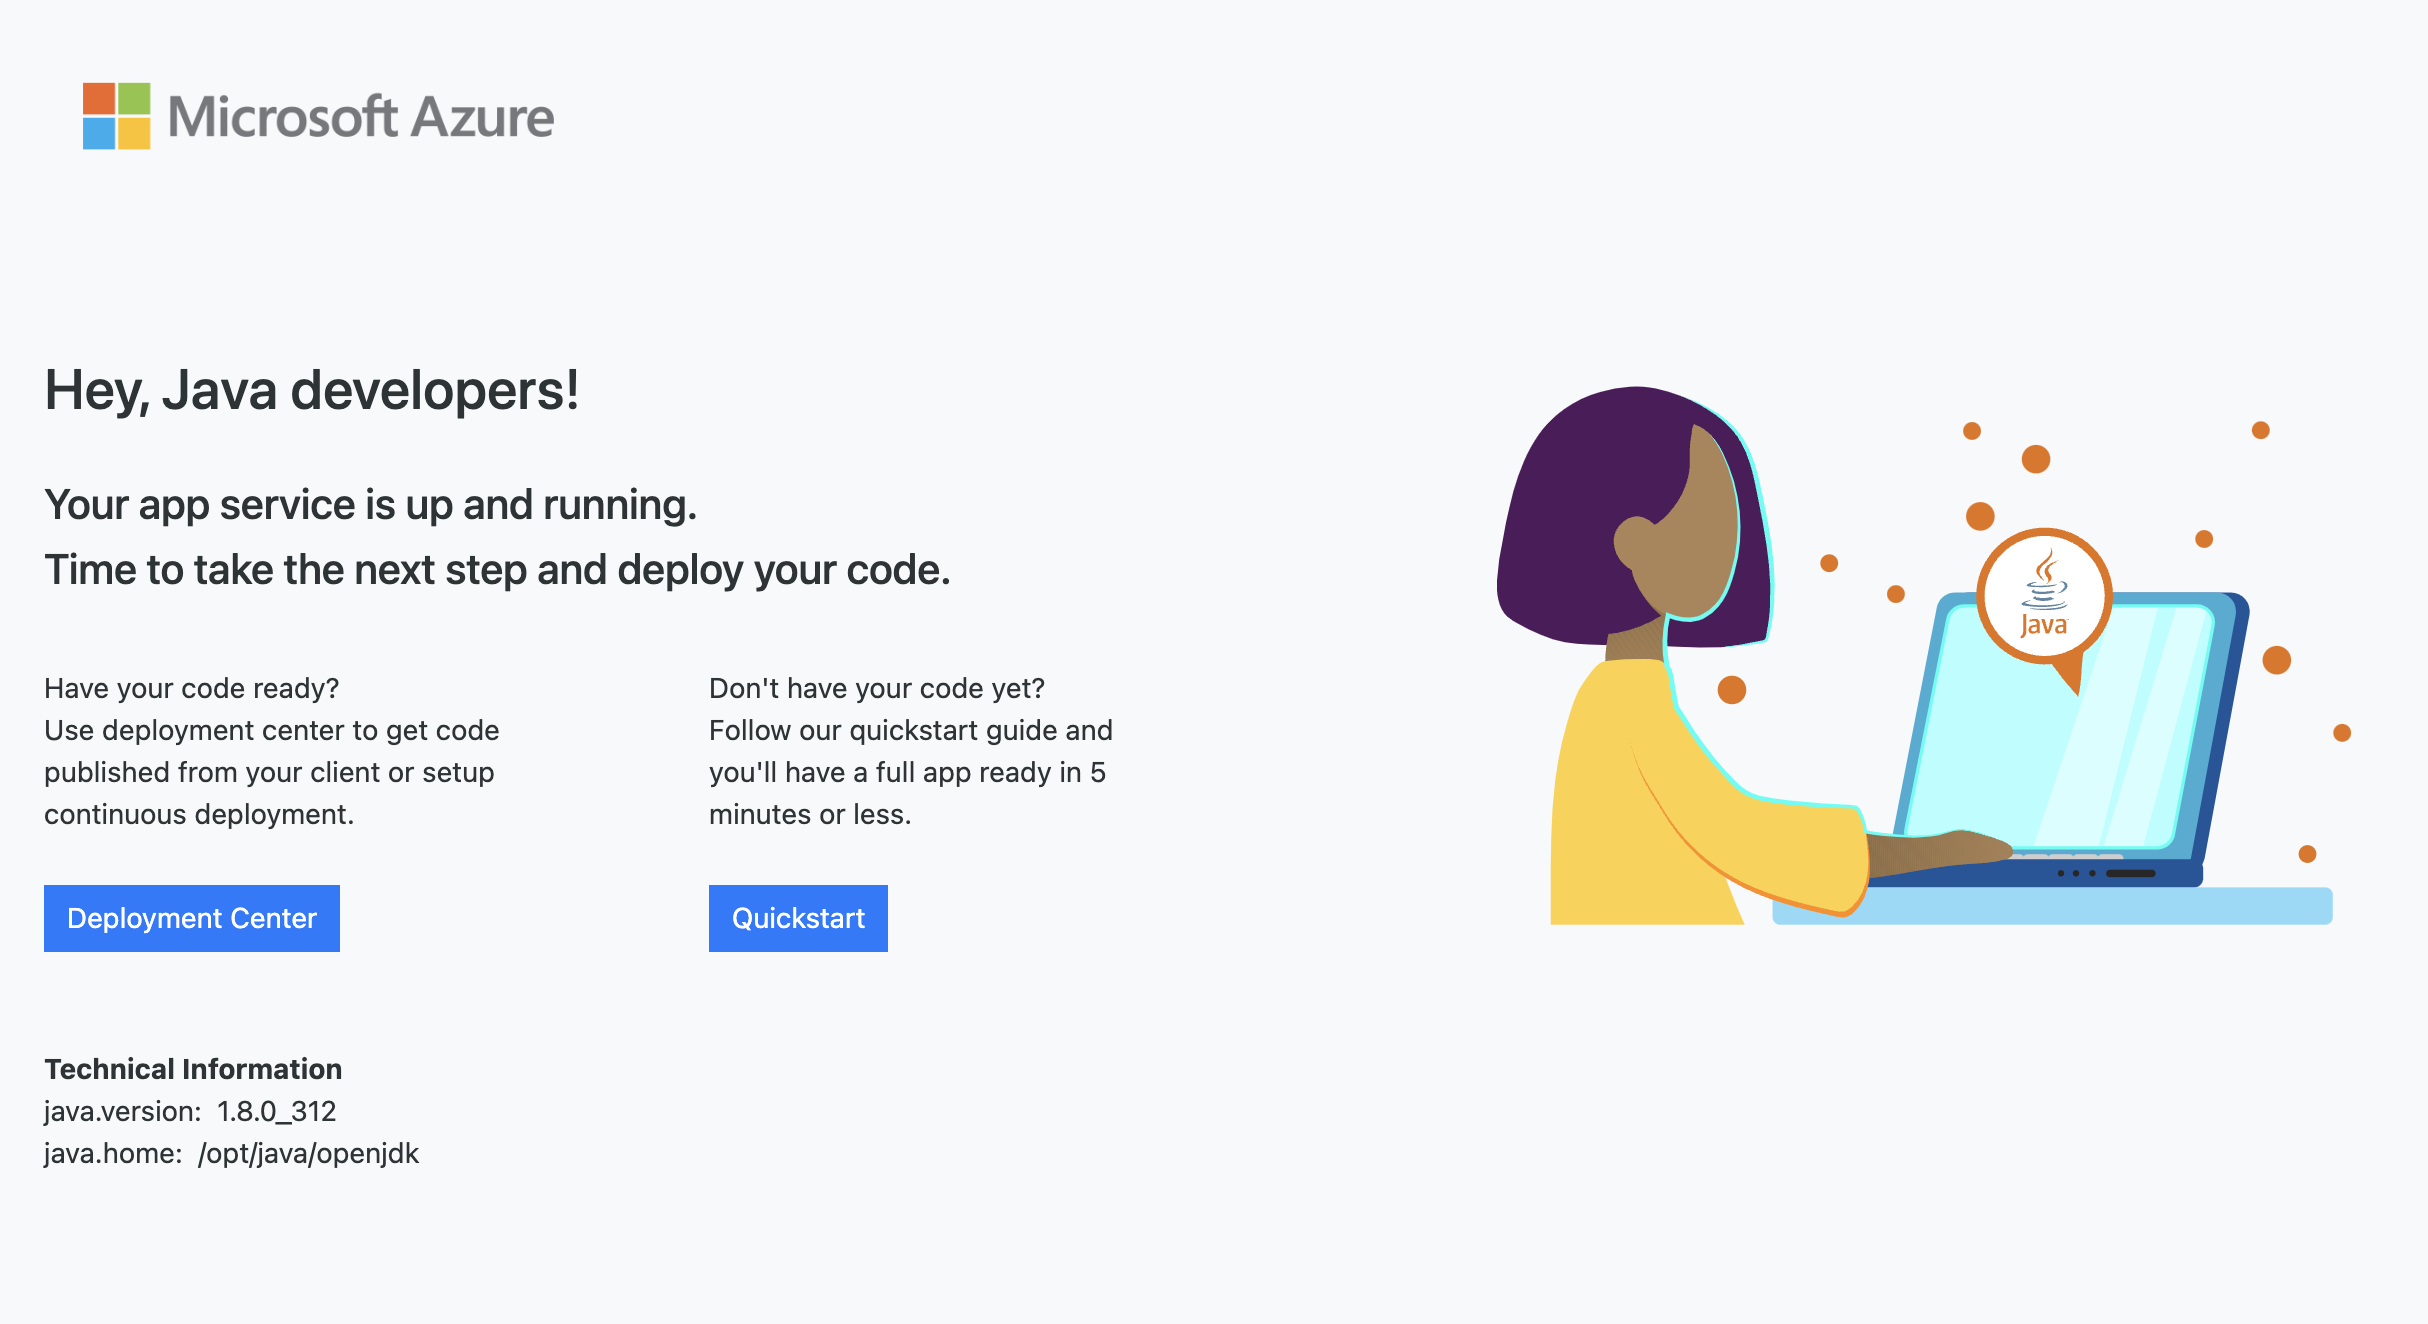 Microsoft Azure
Hey, Java developers!
Your app service is up and running.
Time to take the next step and deploy your code.
Have your code ready?
Use deployment center to get code
published from your client or setup
continuous deployment.
Deployment Center
Don't have your code yet?
Follow our quickstart guide and
you'll have a full app ready in 5
minutes or less.
Quickstart
Java
Technical Information
java.version: 1.8.0_312
java.home: /opt/java/openjdk